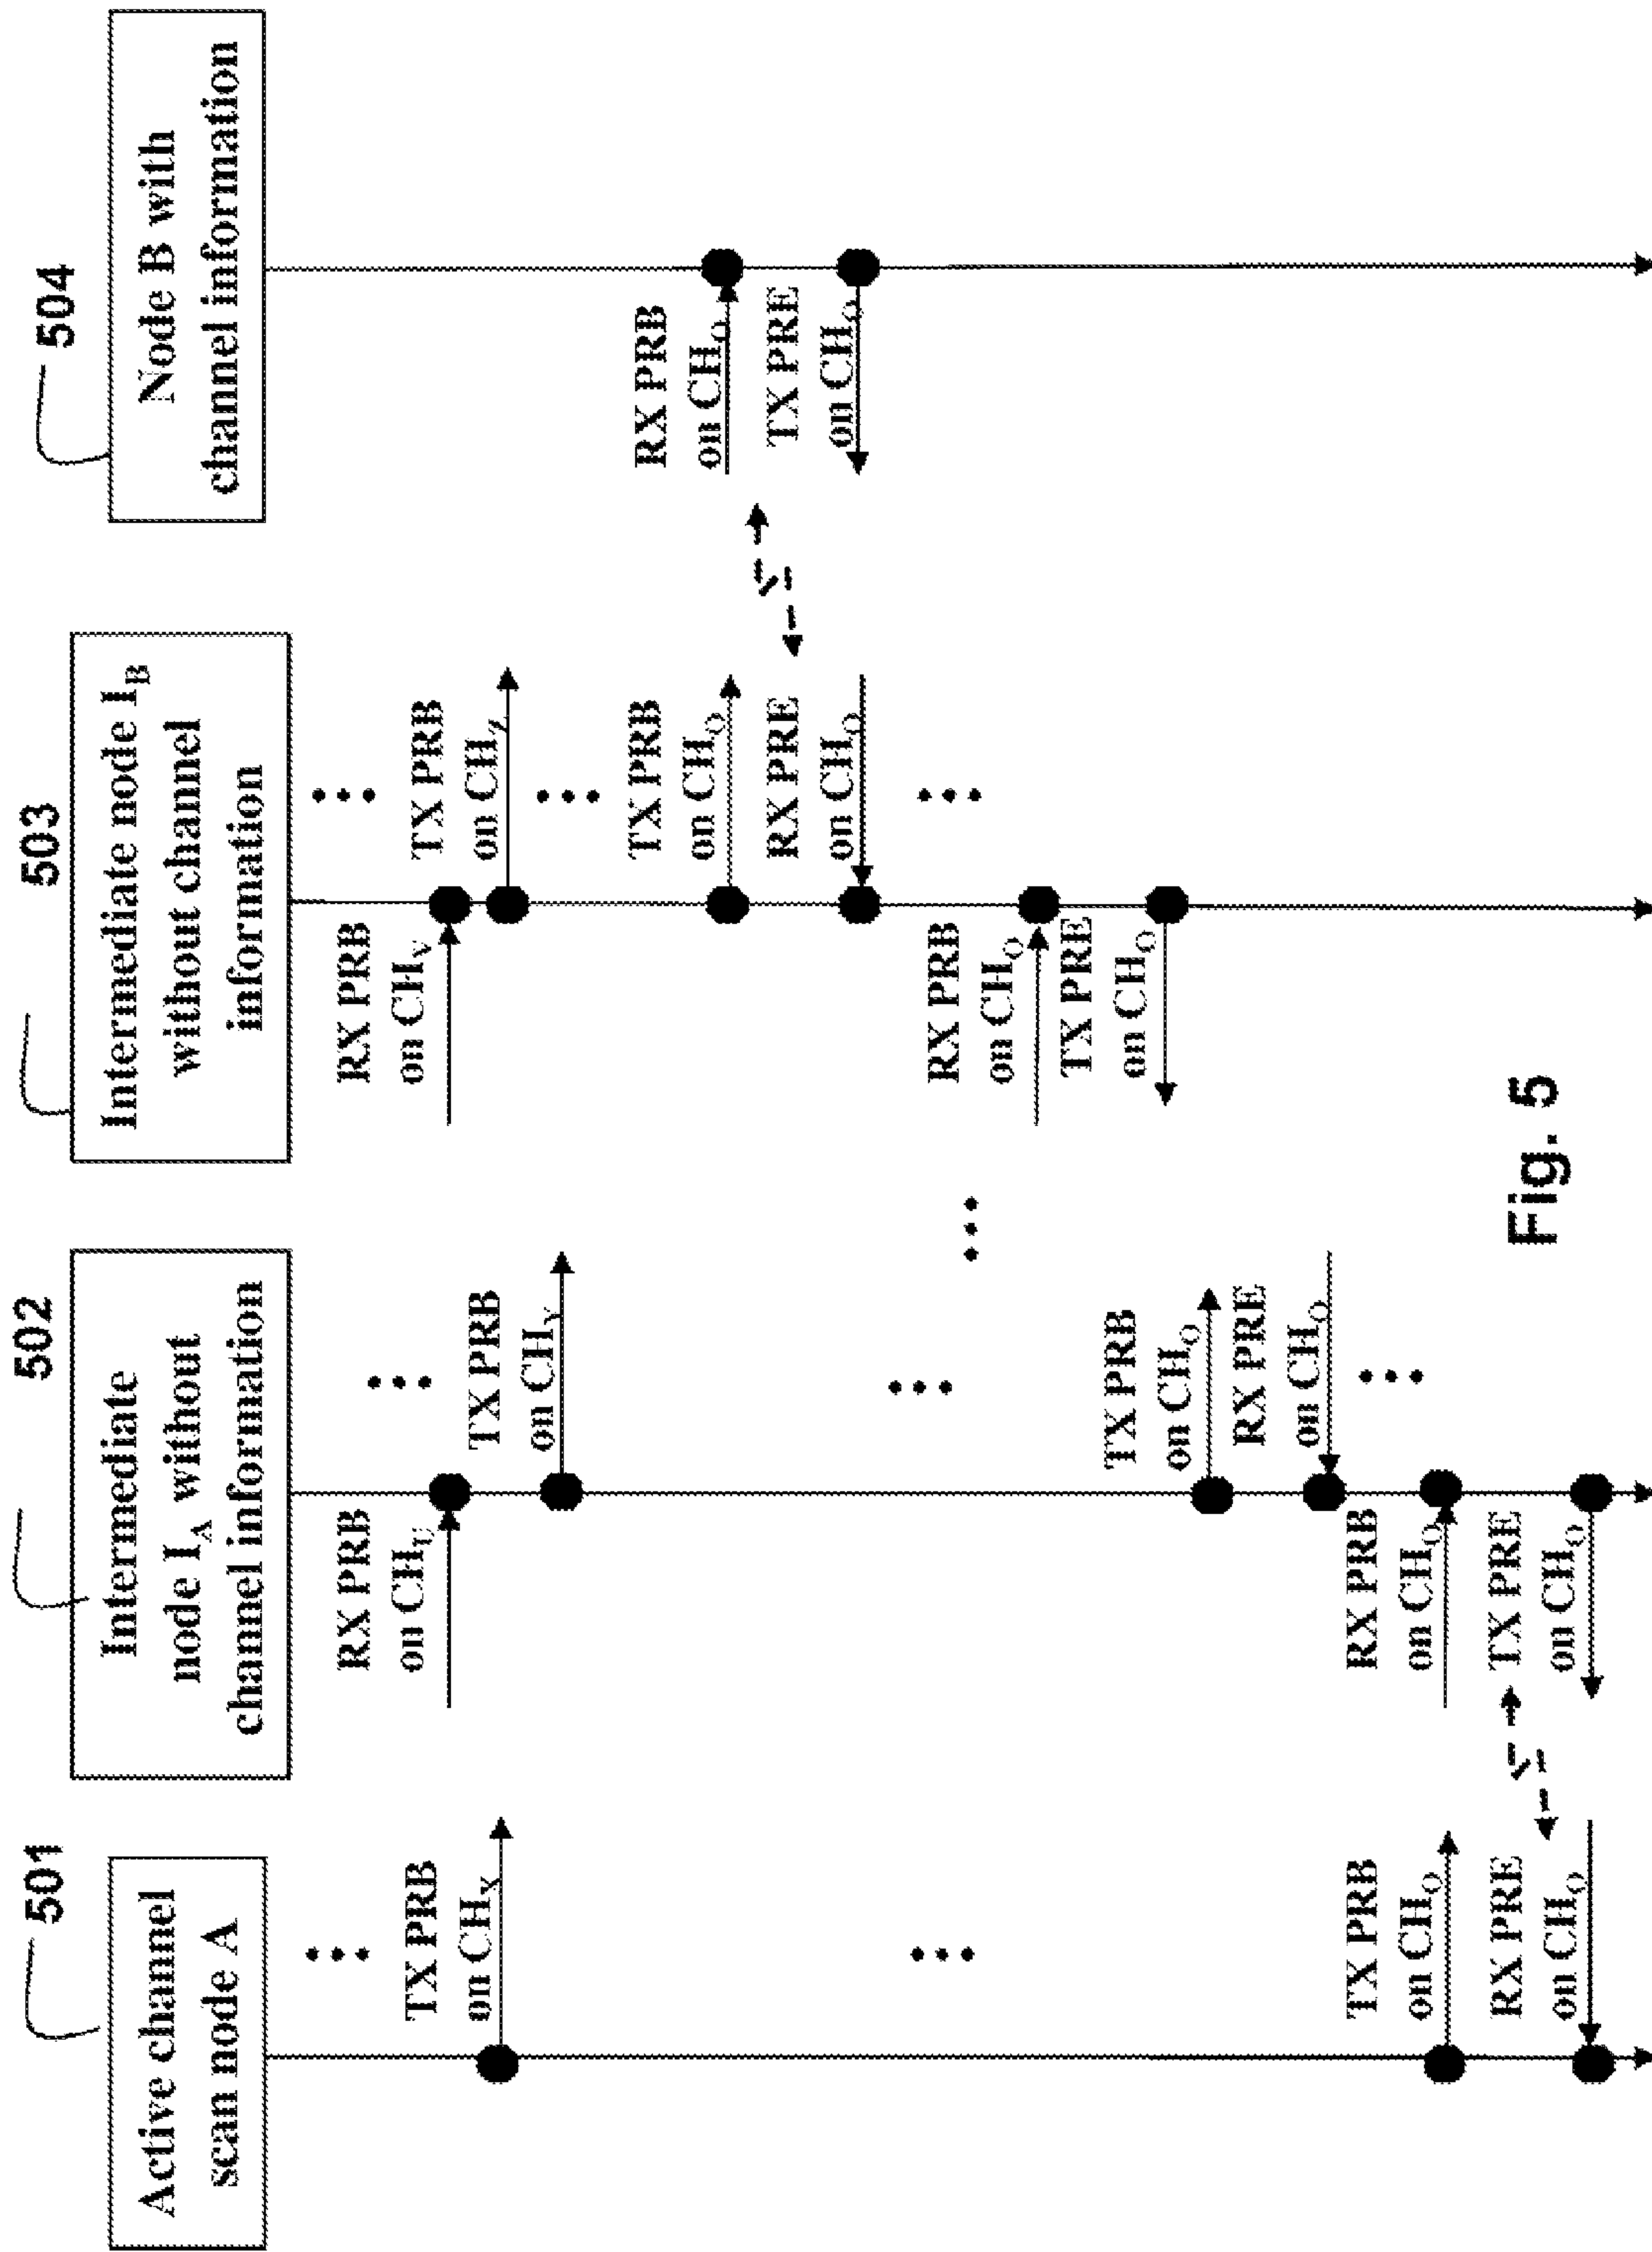 501
Active channel
scan node A
TX PRB
on CH_X
TX PRB
on CH_O
RX PRE
on CH_O
502
Intermediate
node I_A without
channel information
RX PRB
on CH_U
TX PRB
on CH_Y
TX PRB
on CH_O
RX PRE
on CH_O
RX PRB
on CH_O
TX PRE
on CH_O
503
Intermediate node I_B
without channel
information
RX PRB
on CH_V
TX PRB
on CH_Z
TX PRB
on CH_O
RX PRE
on CH_O
RX PRB
on CH_O
TX PRE
on CH_O
504
Node B with
channel information
RX PRB
on CH_O
TX PRE
on CH_O
Fig. 5